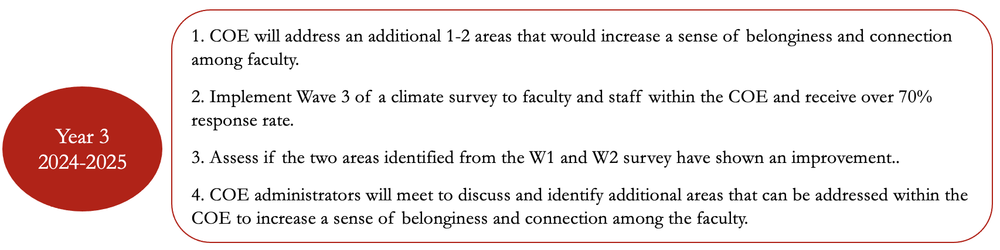 Year 3
2024-2025
1. COE will address an additional 1-2 areas that would increase a sense of belonginess and connection
among faculty.
2. Implement Wave 3 of a climate survey to faculty and staff within the COE and receive over 70%
response rate.
3. Assess if the two areas identified from the W1 and W2 survey have shown an improvement..
4. COE administrators will meet to discuss and identify additional areas that can be addressed within the
COE to increase a sense of belonginess and connection among the faculty.